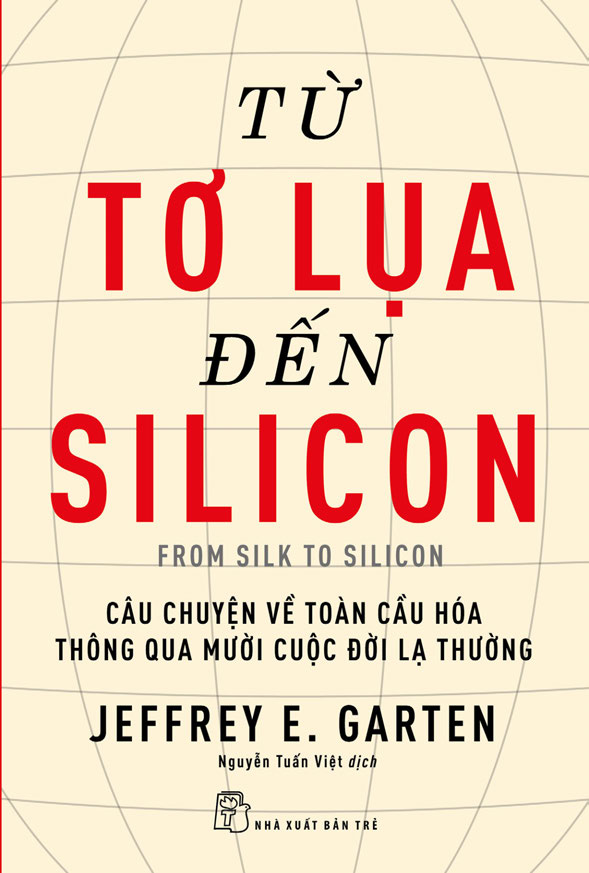 TỪ
TƠ LỤA
ĐẾN
SILICON
FROM SILK TO SILICON
CÂU CHUYỆN VỀ TOÀN CẦU HÓA
THÔNG QUA MƯỜI CUỘC ĐỜI LẠ THƯỜNG
JEFFREY E. GARTEN
Nguyễn Tuấn Việt dịch
NHÀ XUẤT BẢN TRẺ